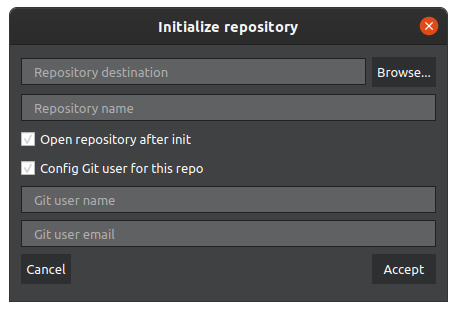 Initialize repository
Repository destination
Browse...
Repository name
Open repository after init
Config Git user for this repo
Git user name
Git user email
Cancel
Accept